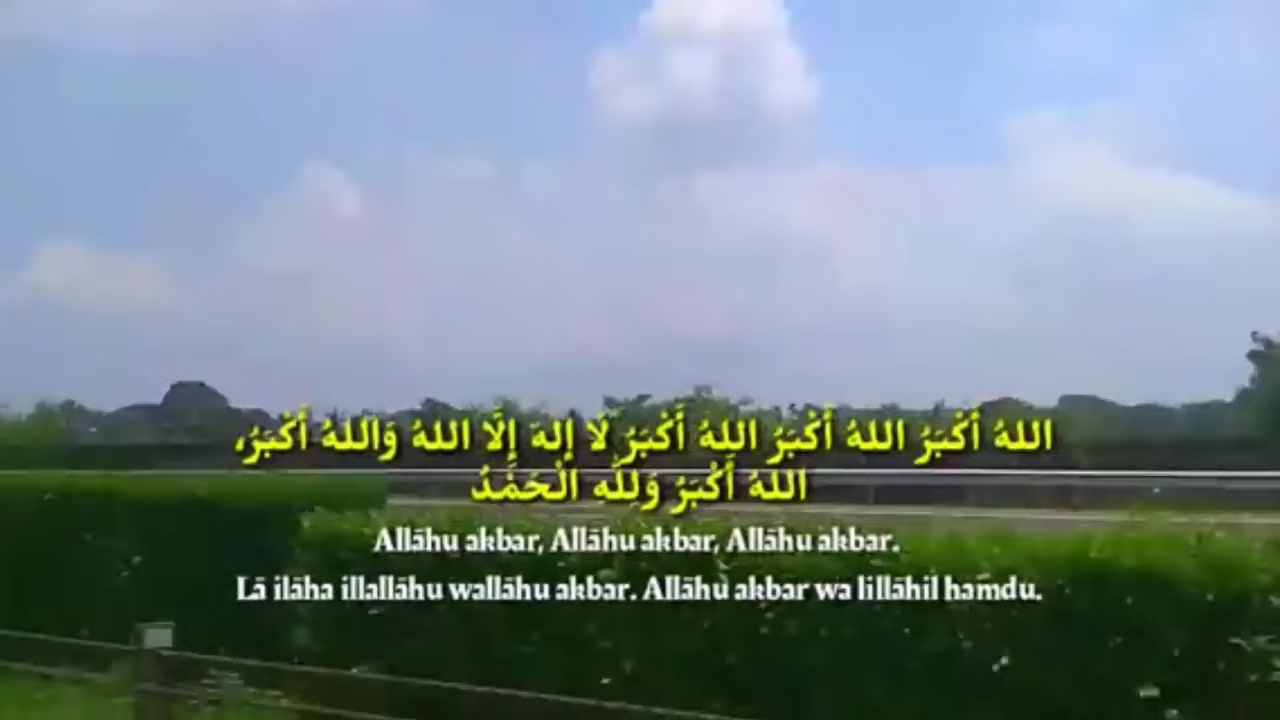 اللهُ أَكْبَرُ اللهُ أَكْبَرُ اللهُ أَكْبَرُ لَا إِلهَ إِلَّا اللهُ وَاللهُ أَكْبَرُ،
اللهُ أَكْبَرُ وَلِلّٰهِ الْحَمْدُ
Allāhu akbar, Allāhu akbar, Allāhu akbar.
Lā ilāha illallāhu wallāhu akbar. Allāhu akbar wa lillāhil hamdu.